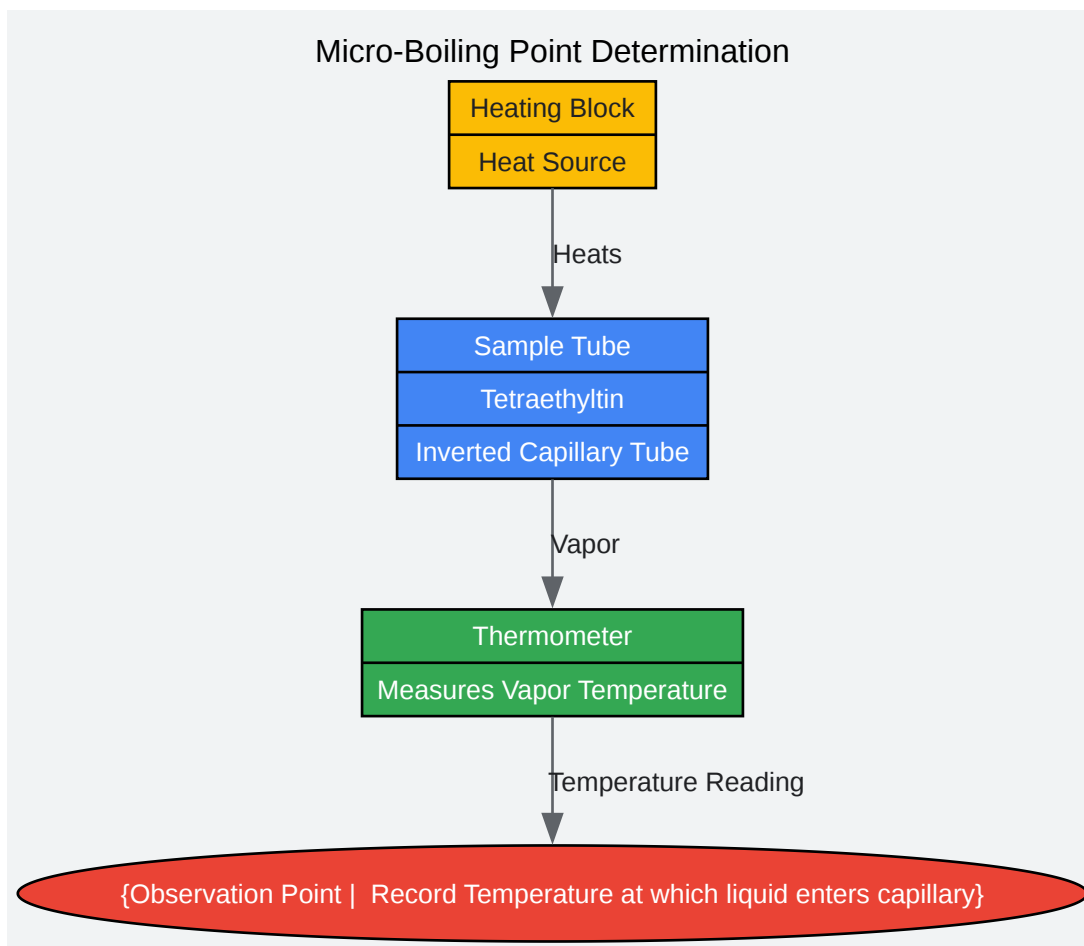 Micro-Boiling Point Determination
Heating Block
Heat Source
Heats
Sample Tube
Tetraethyltin
Inverted Capillary Tube
Vapor
Thermometer
Measures Vapor Temperature
Temperature Reading
{Observation Point |  Record Temperature at which liquid enters capillary}